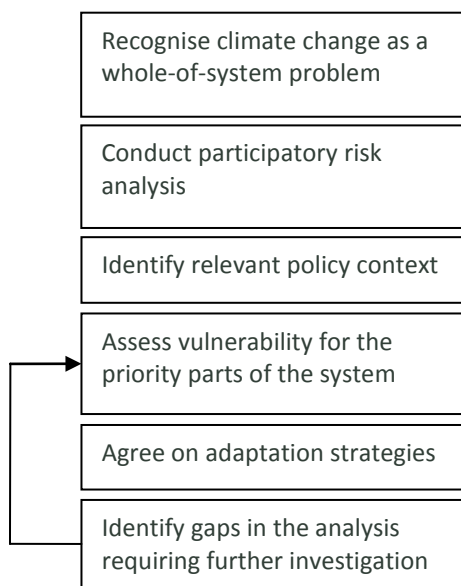 Recognise climate change as a
whole-of-system problem
Conduct participatory risk
analysis
Identify relevant policy context
Assess vulnerability for the
priority parts of the system
Agree on adaptation strategies
Identify gaps in the analysis
requiring further investigation